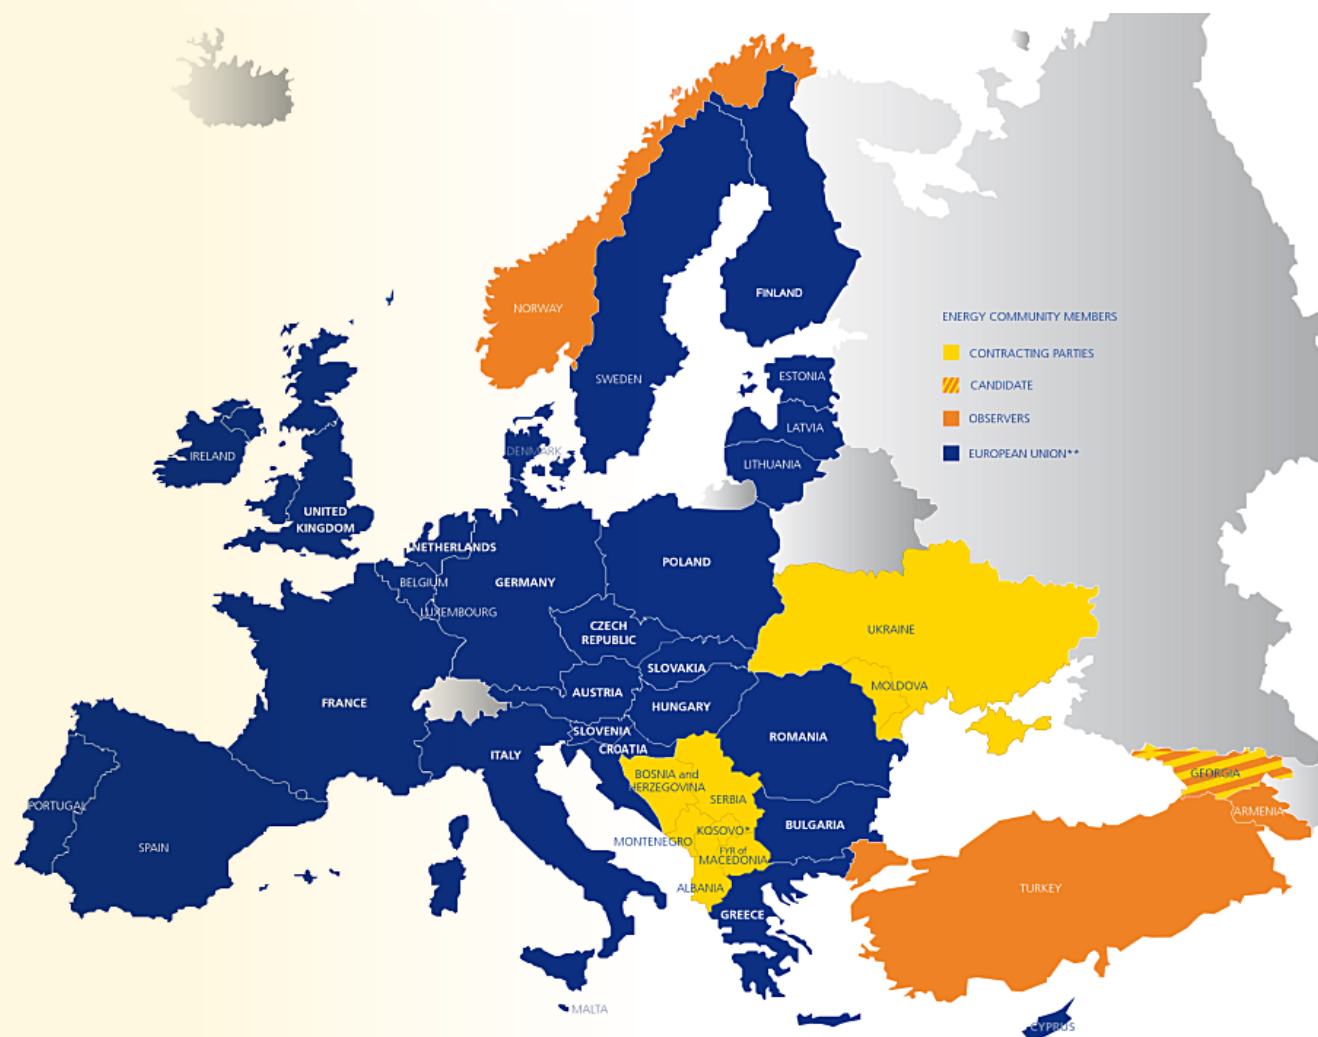 NORWAY
FINLAND
SWEDEN
ENERGY COMMUNITY MEMBERS
CONTRACTING PARTIES
CANDIDATE
OBSERVERS
EUROPEAN UNION**
ESTONIA
LATVIA
LITHUANIA
DENMARK
IRELAND
UNITED
KINGDOM
NETHERLANDS
BELGIUM
LUXEMBOURG
GERMANY
POLAND
CZECH
REPUBLIC
SLOVAKIA
UKRAINE
MOLDOVA
FRANCE
AUSTRIA
HUNGARY
SLOVENIA
CROATIA
ITALY
ROMANIA
BOSNIA and
HERZEGOVINA
SERBIA
GEORGIA
ARMENIA
PORTUGAL
SPAIN
MONTENEGRO
KOSOVO*
BULGARIA
FYR of
MACEDONIA
ALBANIA
GREECE
TURKEY
MALTA
CYPRUS